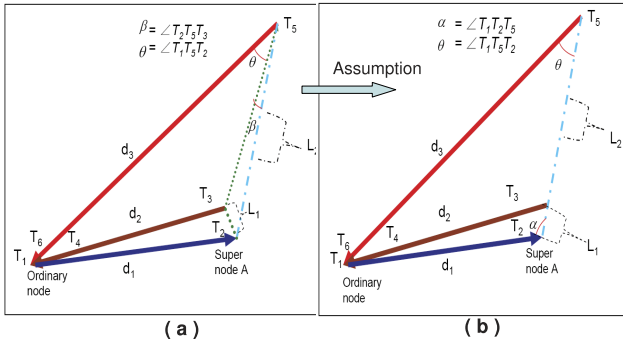 β = ∠T₂T₅T₃
θ = ∠T₁T₅T₂
T₅
θ
β
L
d₃
T₃
L₁
d₂
T₆
T₄
T₂
T₁
d₁
Ordinary
node
Super
node A
( a )
Assumption
α = ∠T₁T₂T₅
θ = ∠T₁T₅T₂
T₅
θ
L₂
d₃
T₃
d₂
T₆
T₄
α
T₂
L₁
T₁
d₁
Ordinary
node
Super
node A
( b )